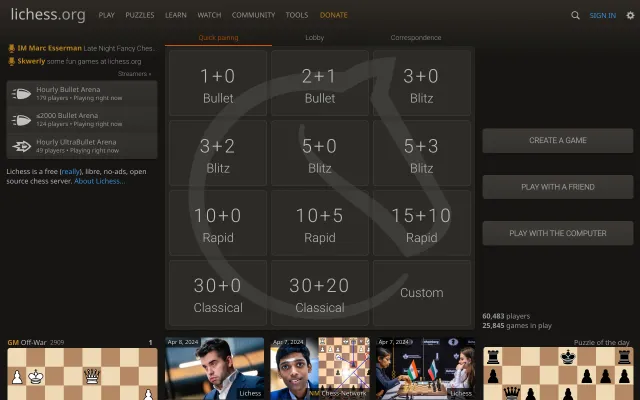 lichess.org PLAY PUZZLES LEARN WATCH COMMUNITY TOOLS DONATE SIGN IN
Quick pairing Lobby Correspondence
IM Marc Esserman Late Night Fancy Ches
Skwerly some fun games at lichess org
Streamers »
Hourly Bullet Arena
179 players • Playing right now
≤2000 Bullet Arena
124 players • Playing right now
Hourly UltraBullet Arena
49 players • Playing right now
Lichess is a free (really), libre, no-ads, open
source chess server. About Lichess...
1+0
Bullet
2+1
Bullet
3+0
Blitz
3+2
Blitz
5+0
Blitz
5+3
Blitz
10+0
Rapid
10+5
Rapid
15+10
Rapid
30+0
Classical
30+20
Classical
Custom
CREATE A GAME
PLAY WITH A FRIEND
PLAY WITH THE COMPUTER
60,483 players
25,845 games in play
GM Off-War 2909 1
Apr 8, 2024
Lichess
Apr 7, 2024
NM Chess-Network
Apr 7, 2024
Lichess
Puzzle of the day